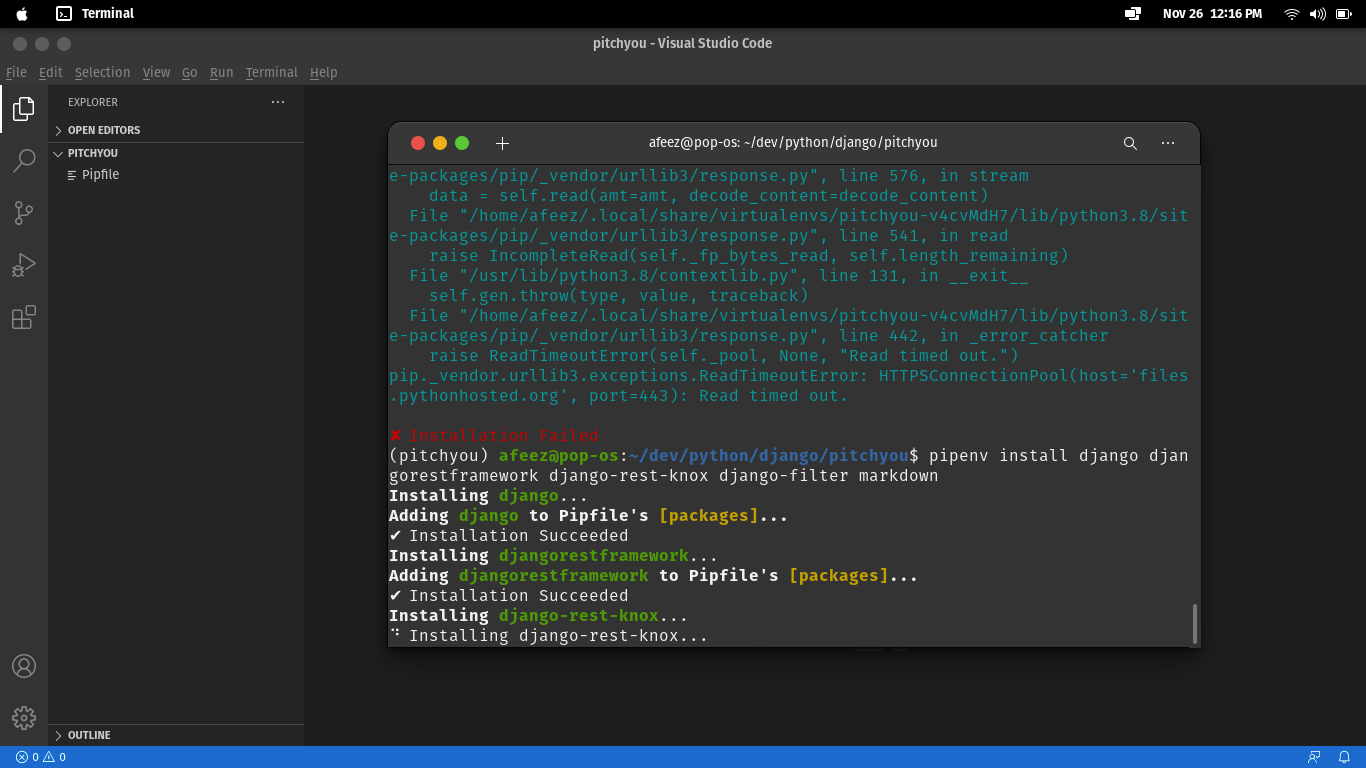 Terminal
Nov 26 12:16 PM
pitchyou - Visual Studio Code
File Edit Selection View Go Run Terminal Help
EXPLORER
OPEN EDITORS
PITCHYOU
Pipfile
OUTLINE
0 0
afeez@pop-os: ~/dev/python/django/pitchyou
e-packages/pip/_vendor/urllib3/response.py", line 576, in stream
data = self.read(amt=amt, decode_content=decode_content)
File "/home/afeez/.local/share/virtualenvs/pitchyou-v4cvMdH7/lib/python3.8/sit
e-packages/pip/_vendor/urllib3/response.py", line 541, in read
raise IncompleteRead(self._fp_bytes_read, self.length_remaining)
File "/usr/lib/python3.8/contextlib.py", line 131, in __exit__
self.gen.throw(type, value, traceback)
File "/home/afeez/.local/share/virtualenvs/pitchyou-v4cvMdH7/lib/python3.8/sit
e-packages/pip/_vendor/urllib3/response.py", line 442, in _error_catcher
raise ReadTimeoutError(self._pool, None, "Read timed out.")
pip._vendor.urllib3.exceptions.ReadTimeoutError: HTTPSConnectionPool(host='files
.pythonhosted.org', port=443): Read timed out.
✘ Installation Failed
(pitchyou) afeez@pop-os:~/dev/python/django/pitchyou$ pipenv install django djan
gorestframework django-rest-knox django-filter markdown
Installing django...
Adding django to Pipfile's [packages]...
✔ Installation Succeeded
Installing djangorestframework...
Adding djangorestframework to Pipfile's [packages]...
✔ Installation Succeeded
Installing django-rest-knox...
⠙ Installing django-rest-knox...